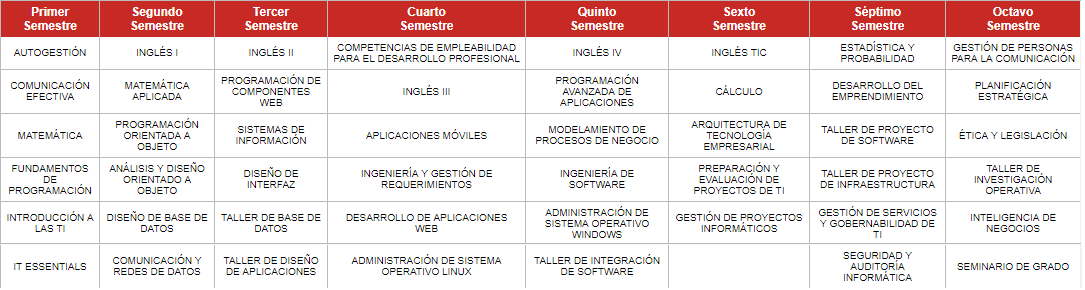 Primer
Semestre
Segundo
Semestre
Tercer
Semestre
Cuarto
Semestre
Quinto
Semestre
Sexto
Semestre
Séptimo
Semestre
Octavo
Semestre
AUTOGESTIÓN
INGLÉS I
INGLÉS II
COMPETENCIAS DE EMPLEABILIDAD
PARA EL DESARROLLO PROFESIONAL
INGLÉS IV
INGLÉS TIC
ESTADÍSTICA Y
PROBABILIDAD
GESTIÓN DE PERSONAS
PARA LA COMUNICACIÓN
COMUNICACIÓN
EFECTIVA
MATEMÁTICA
APLICADA
PROGRAMACIÓN DE
COMPONENTES
WEB
INGLÉS III
PROGRAMACIÓN
AVANZADA DE
APLICACIONES
CÁLCULO
DESARROLLO DEL
EMPRENDIMIENTO
PLANIFICACIÓN
ESTRATÉGICA
MATEMÁTICA
PROGRAMACIÓN
ORIENTADA A
OBJETO
SISTEMAS DE
INFORMACIÓN
APLICACIONES MÓVILES
MODELAMIENTO DE
PROCESOS DE NEGOCIO
ARQUITECTURA DE
TECNOLOGÍA
EMPRESARIAL
TALLER DE PROYECTO
DE SOFTWARE
ÉTICA Y LEGISLACIÓN
FUNDAMENTOS
DE
PROGRAMACIÓN
ANÁLISIS Y DISEÑO
ORIENTADO A
OBJETO
DISEÑO DE
INTERFAZ
INGENIERÍA Y GESTIÓN DE
REQUERIMIENTOS
INGENIERÍA DE
SOFTWARE
PREPARACIÓN Y
EVALUACIÓN DE
PROYECTOS DE TI
TALLER DE PROYECTO
DE INFRAESTRUCTURA
TALLER DE
INVESTIGACIÓN
OPERATIVA
INTRODUCCIÓN A
LAS TI
DISEÑO DE BASE DE
DATOS
TALLER DE BASE DE
DATOS
DESARROLLO DE APLICACIONES
WEB
ADMINISTRACIÓN DE
SISTEMA OPERATIVO
WINDOWS
GESTIÓN DE PROYECTOS
INFORMÁTICOS
GESTIÓN DE SERVICIOS
Y GOBERNABILIDAD DE
TI
INTELIGENCIA DE
NEGOCIOS
IT ESSENTIALS
COMUNICACIÓN Y
REDES DE DATOS
TALLER DE DISEÑO
DE APLICACIONES
ADMINISTRACIÓN DE SISTEMA
OPERATIVO LINUX
TALLER DE INTEGRACIÓN
DE SOFTWARE
SEGURIDAD Y
AUDITORÍA
INFORMÁTICA
SEMINARIO DE GRADO